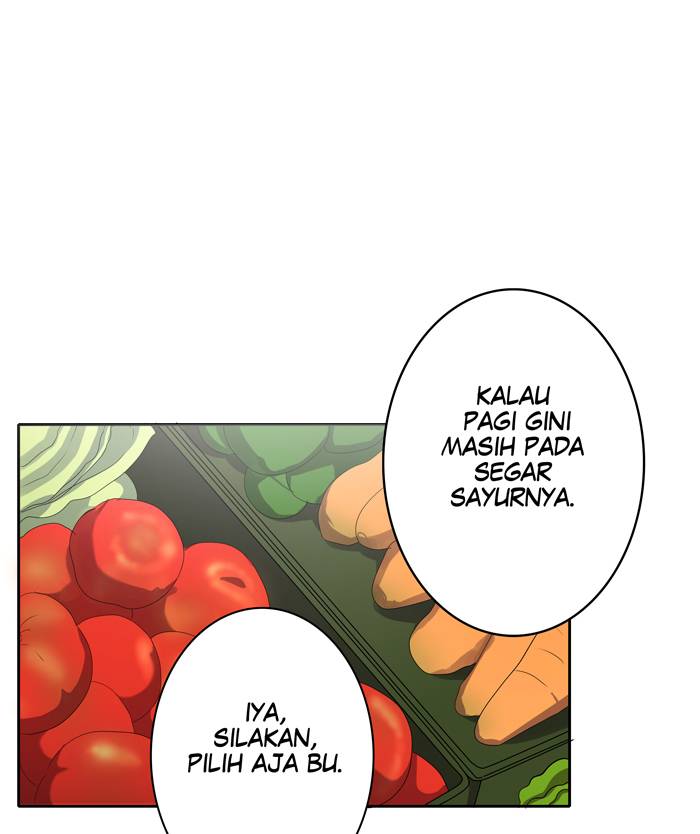 KALAU
PAGI GINI
MASIH PADA
SEGAR
SAYURNYA.
IYA,
SILAKAN,
PILIH AJA BU.